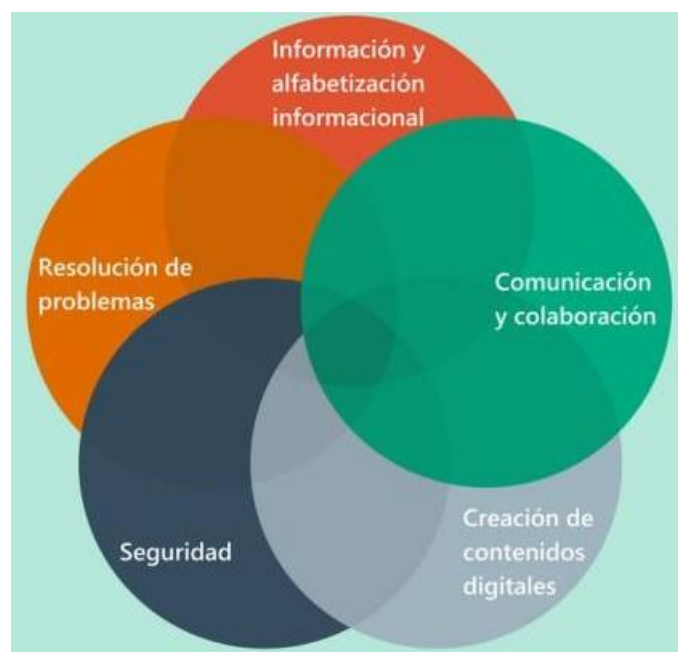 Información y
alfabetización
informacional
Resolución de
problemas
Comunicación
y colaboración
Seguridad
Creación de
contenidos
digitales